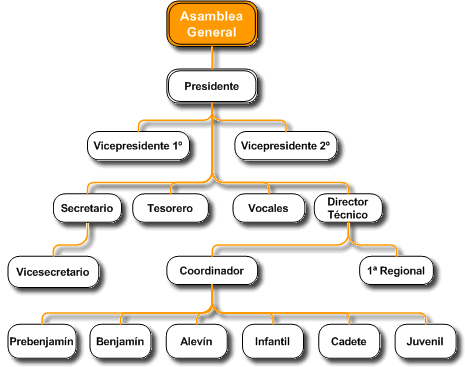 Asamblea
General
Presidente
Vicepresidente 1º
Vicepresidente 2º
Secretario
Tesorero
Vocales
Director
Técnico
Vicesecretario
Coordinador
1ª Regional
Prebenjamín
Benjamín
Alevín
Infantil
Cadete
Juvenil